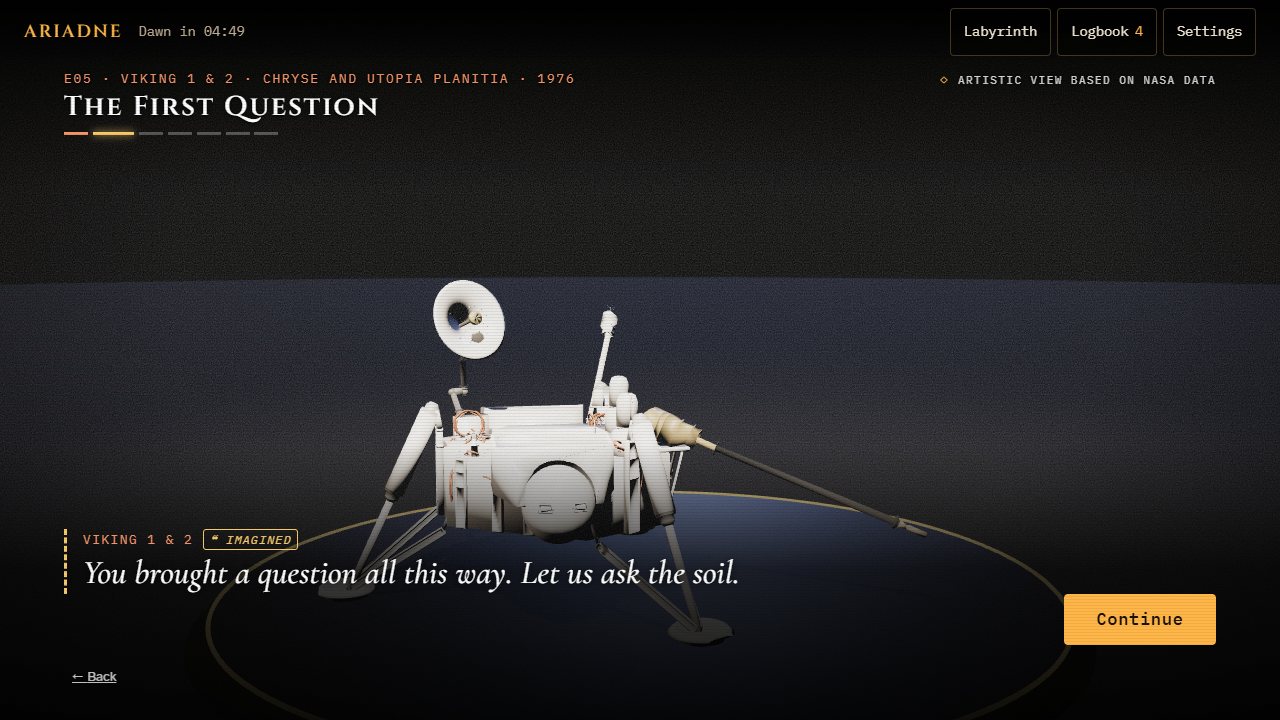 ARIADNE Dawn in 04:49 Labyrinth Logbook 4 Settings
E05 · VIKING 1 & 2 · CHRYSE AND UTOPIA PLANITIA · 1976
◇ ARTISTIC VIEW BASED ON NASA DATA
The First Question
VIKING 1 & 2 ❝ IMAGINED
You brought a question all this way. Let us ask the soil.
Continue
← Back